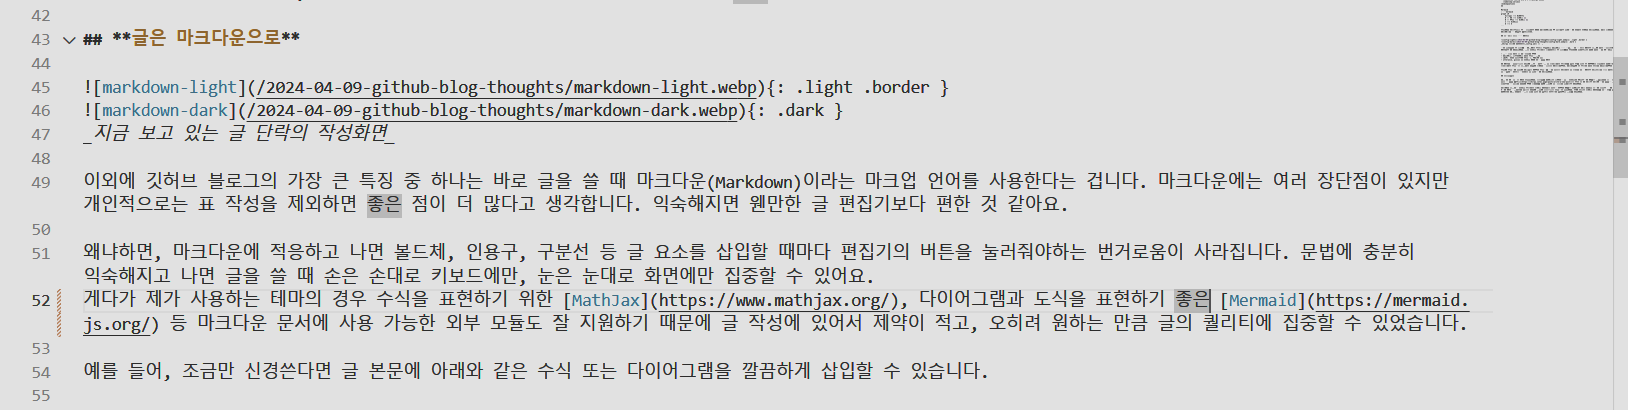 42
43 ## **글은 마크다운으로**
44
45 ![markdown-light](/2024-04-09-github-blog-thoughts/markdown-light.webp){: .light .border }
46 ![markdown-dark](/2024-04-09-github-blog-thoughts/markdown-dark.webp){: .dark }
47 _지금 보고 있는 글 단락의 작성화면_
48
49 이외에 깃허브 블로그의 가장 큰 특징 중 하나는 바로 글을 쓸 때 마크다운(Markdown)이라는 마크업 언어를 사용한다는 겁니다. 마크다운에는 여러 장단점이 있지만
개인적으로는 표 작성을 제외하면 좋은 점이 더 많다고 생각합니다. 익숙해지면 웬만한 글 편집기보다 편한 것 같아요.
50
51 왜냐하면, 마크다운에 적응하고 나면 볼드체, 인용구, 구분선 등 글 요소를 삽입할 때마다 편집기의 버튼을 눌러줘야하는 번거로움이 사라집니다. 문법에 충분히
익숙해지고 나면 글을 쓸 때 손은 손대로 키보드에만, 눈은 눈대로 화면에만 집중할 수 있어요.
52 게다가 제가 사용하는 테마의 경우 수식을 표현하기 위한 [MathJax](https://www.mathjax.org/), 다이어그램과 도식을 표현하기 좋은 [Mermaid](https://mermaid.
js.org/) 등 마크다운 문서에 사용 가능한 외부 모듈도 잘 지원하기 때문에 글 작성에 있어서 제약이 적고, 오히려 원하는 만큼 글의 퀄리티에 집중할 수 있었습니다.
53
54 예를 들어, 조금만 신경쓴다면 글 본문에 아래와 같은 수식 또는 다이어그램을 깔끔하게 삽입할 수 있습니다.
55